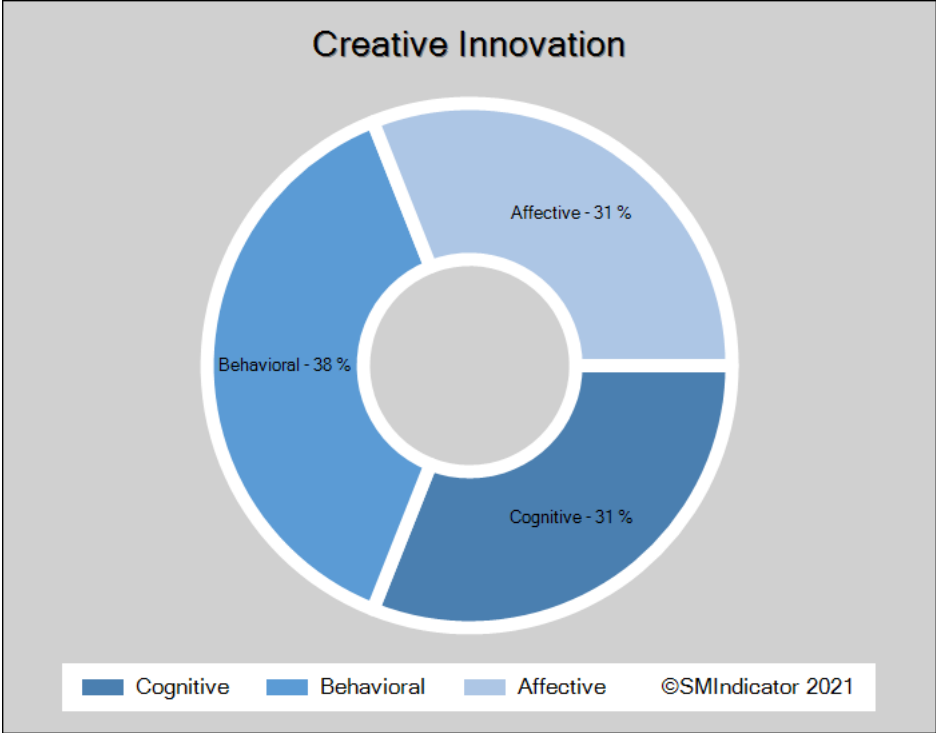 Creative Innovation
Affective - 31 %
Behavioral - 38 %
Cognitive - 31 %
Cognitive Behavioral Affective ©SMIndicator 2021